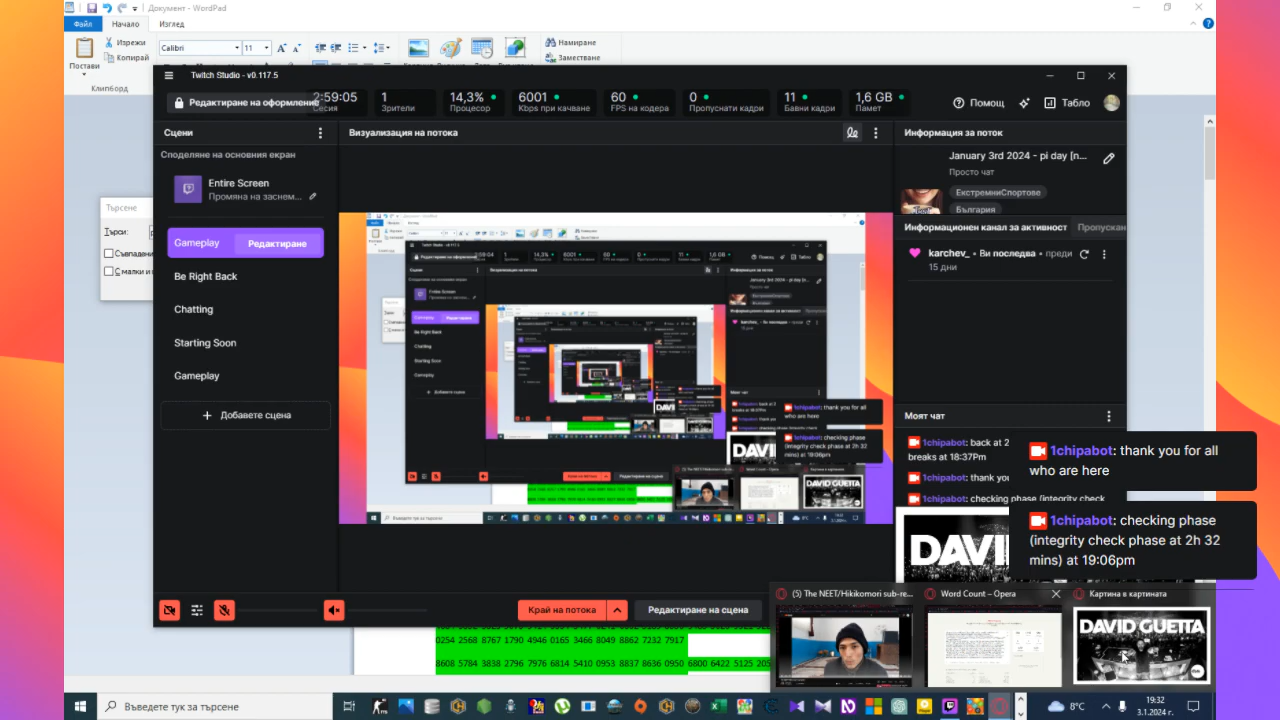 Документ - WordPad
Файл
Начало
Изглед
Изрежи
Копирай
Постави
Клипборд
Calibri
11
Намиране
Заместване
Търсене
Търси:
Съвпадени
С малки и
Twitch Studio - v0.117.5
Редактиране на оформление
2:59:05
Сесия
1
Зрители
14,3%
Процесор
6001
Kbps при качване
60
FPS на кодера
0
Пропуснати кадри
11
Бавни кадри
1,6 GB
Памет
Помощ
Табло
Сцени
Споделяне на основния екран
Entire Screen
Промяна на заснем...
Gameplay
Редактиране
Be Right Back
Chatting
Starting Soon
Gameplay
Добавете сцена
Визуализация на потока
Информация за поток
January 3rd 2024 - pi day [n...
Просто чат
ЕкстремниСпортове
България
Информационен канал за активност
Пропускан
karchev_ • Ви последва • преди
15 дни
Моят чат
1chipabot: back at 2
breaks at 18:37Pm
1chipabot: thank you
1chipabot: checking phase (integrity check
1chipabot: thank you for all
who are here
1chipabot: checking phase
(integrity check phase at 2h 32
mins) at 19:06pm
DAVI
Край на потока
Редактиране на сцена
0254 2568 8767 1790 4946 0165 3466 8049 8862 7232 7917
8608 5784 3838 2796 7976 6814 5410 0953 8837 8636 0950 6800 6422 5125 205
(5) The NEET/Hikikomori sub-re...
Word Count – Opera
Картина в картината
DAVID GUETTA
Въведете тук за търсене
8°C
19:32
3.1.2024 г.